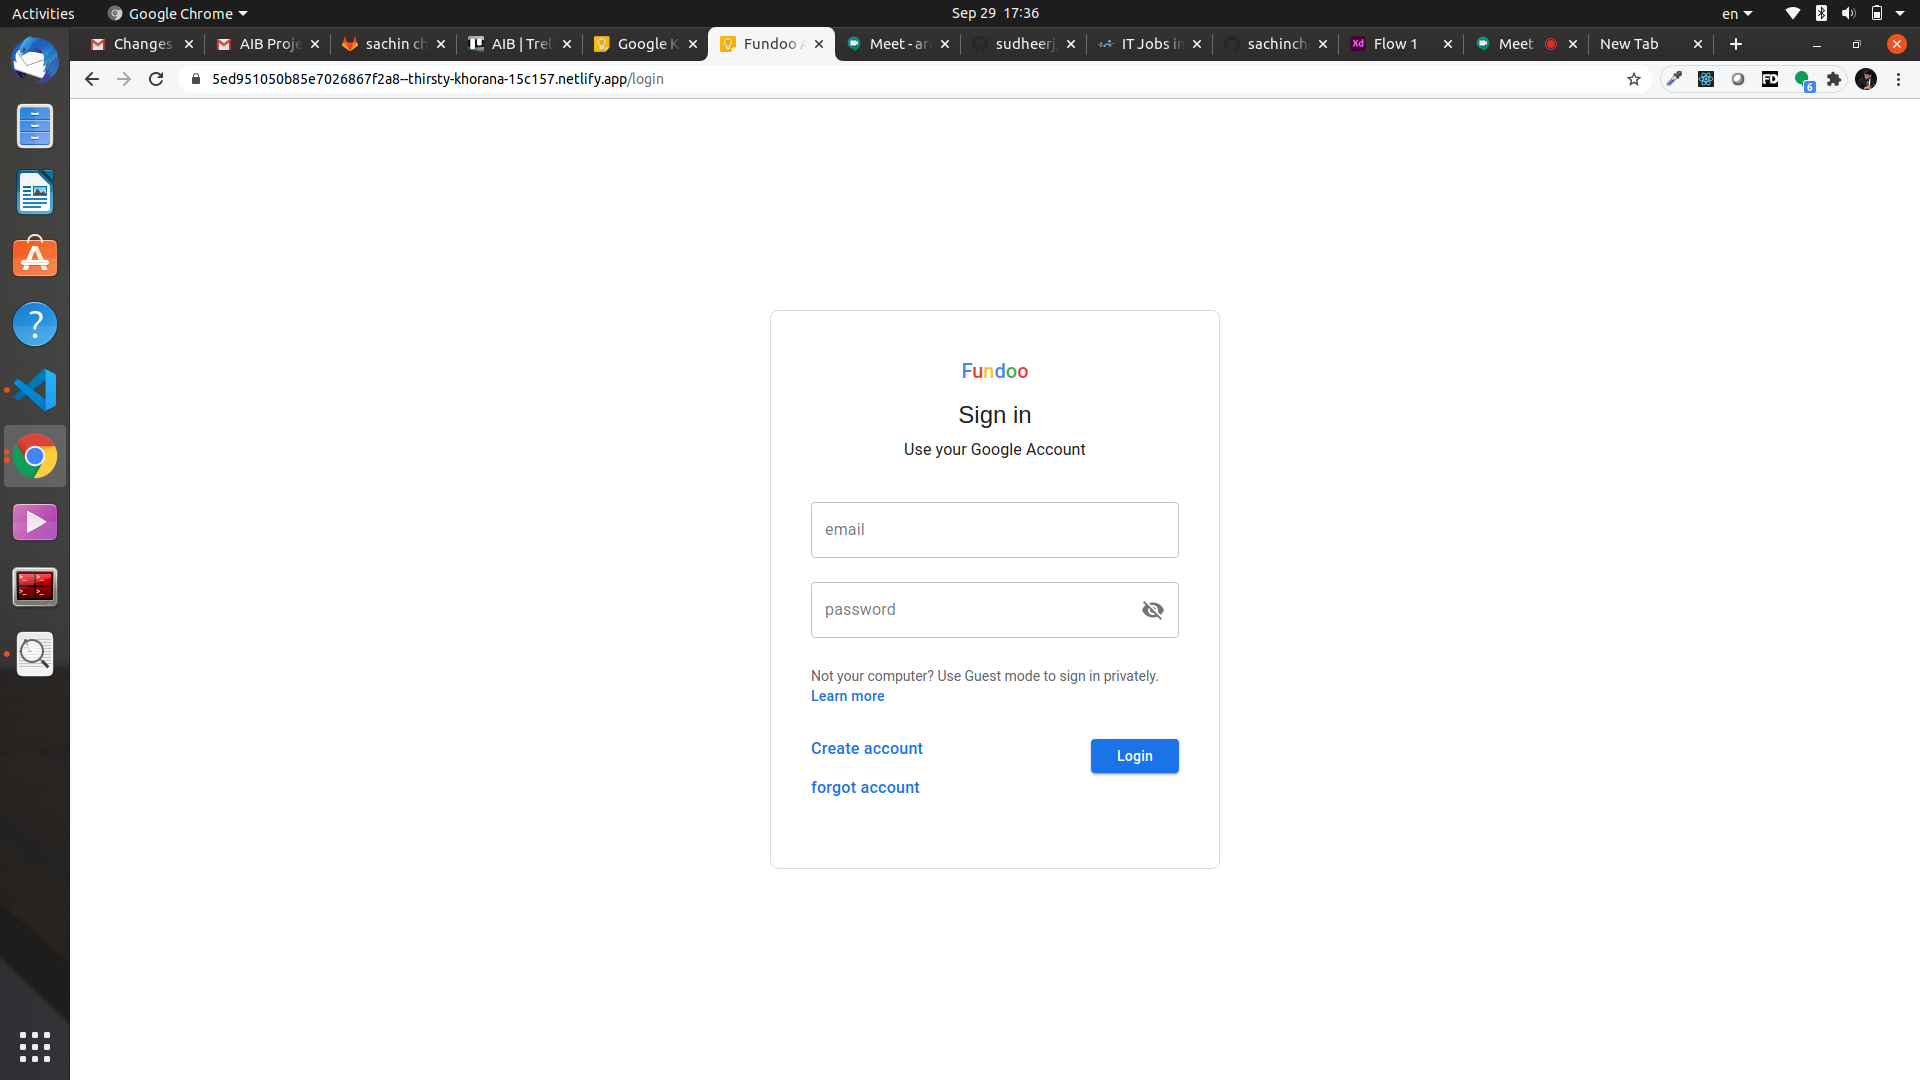 Activities Google Chrome Sep 29 17:36 en
Changes AIB Proje sachin ch AIB | Trel Google K Fundoo A Meet - ar sudheerj IT Jobs in sachinch Flow 1 Meet New Tab
5ed951050b85e7026867f2a8--thirsty-khorana-15c157.netlify.app/login
FD
6
Fundoo
Sign in
Use your Google Account
email
password
Not your computer? Use Guest mode to sign in privately.
Learn more
Create account
Login
forgot account